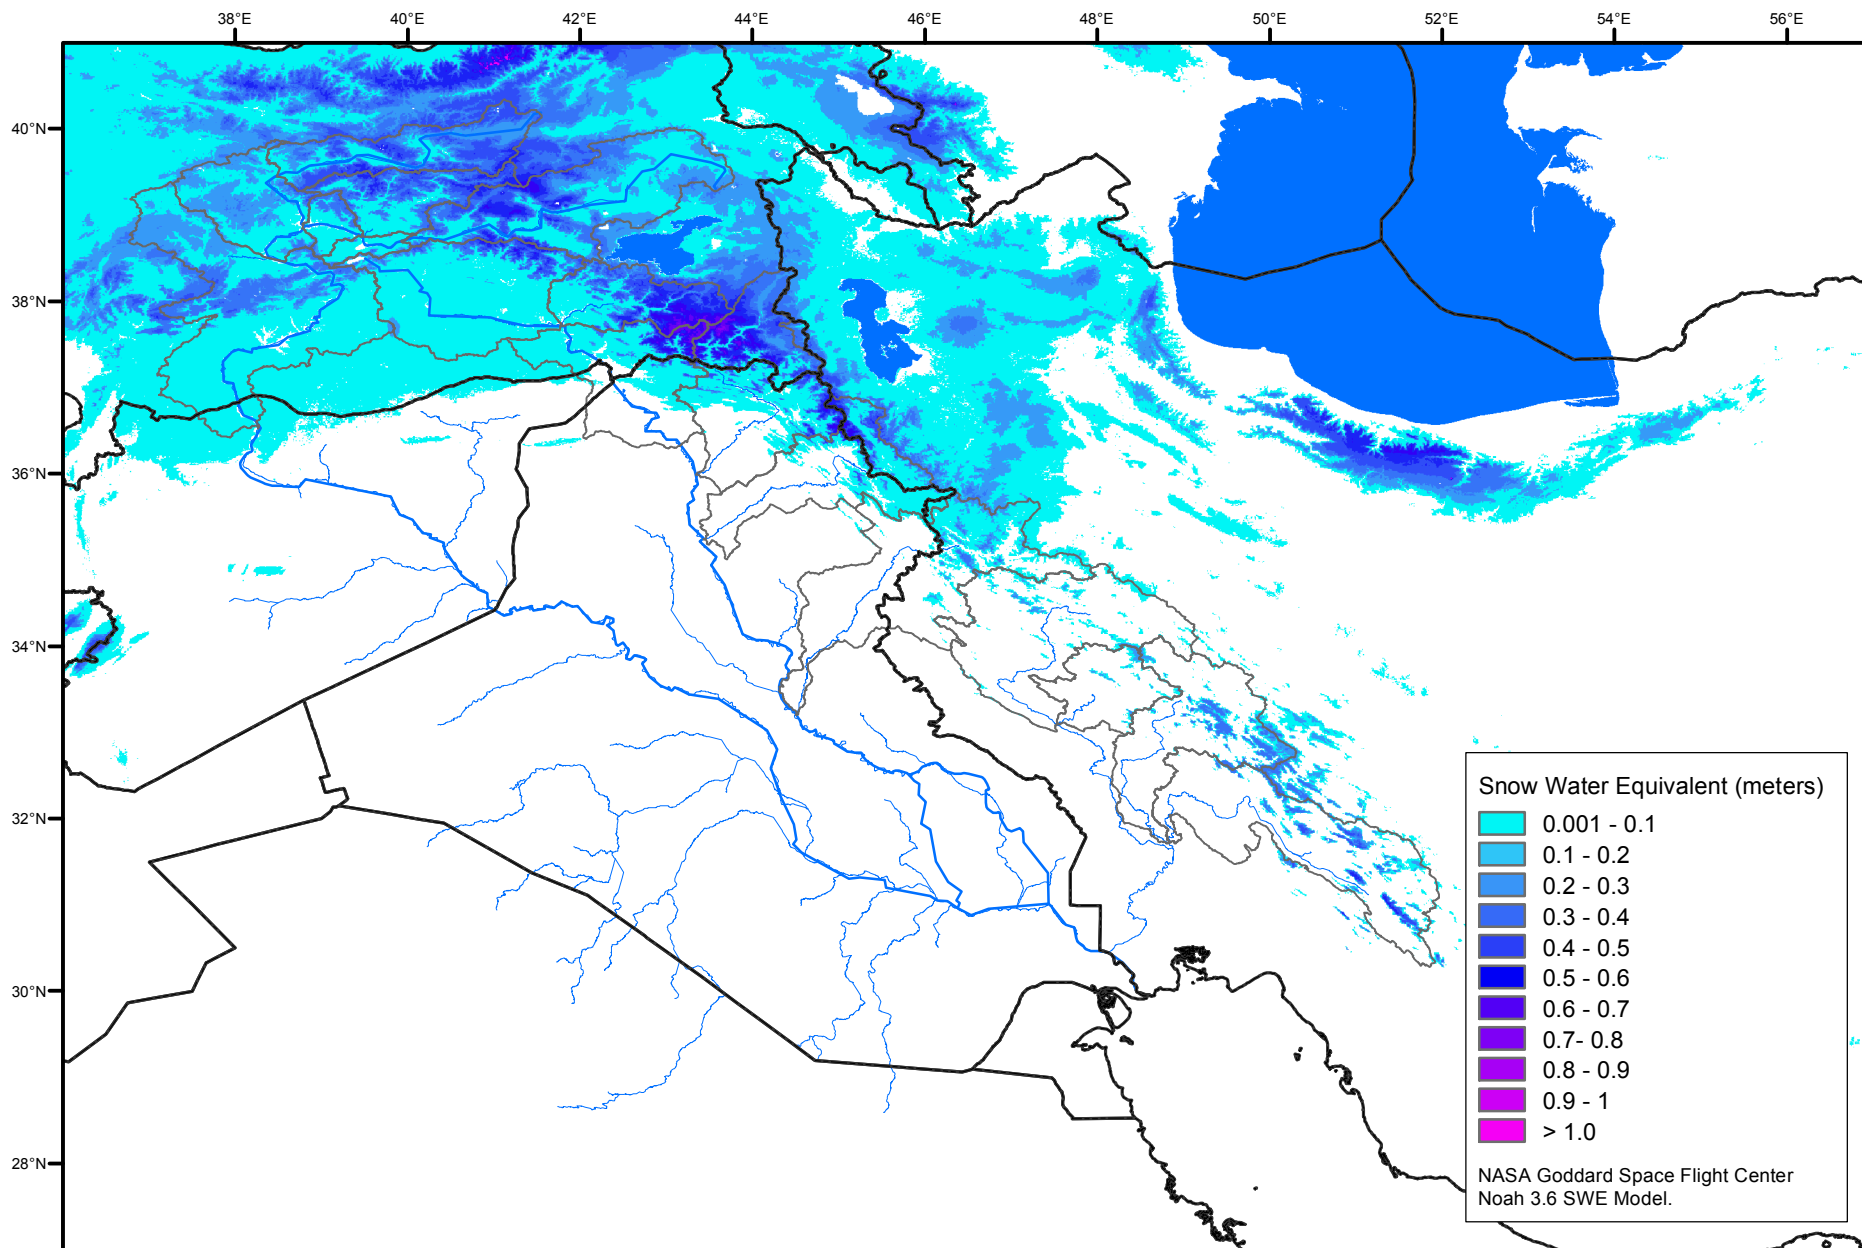 38°E 40°E 42°E 44°E 46°E 48°E 50°E 52°E 54°E 56°E
40°N
38°N
36°N
34°N
32°N
30°N
28°N
Snow Water Equivalent (meters)
0.001 - 0.1
0.1 - 0.2
0.2 - 0.3
0.3 - 0.4
0.4 - 0.5
0.5 - 0.6
0.6 - 0.7
0.7- 0.8
0.8 - 0.9
0.9 - 1
> 1.0
NASA Goddard Space Flight Center
Noah 3.6 SWE Model.